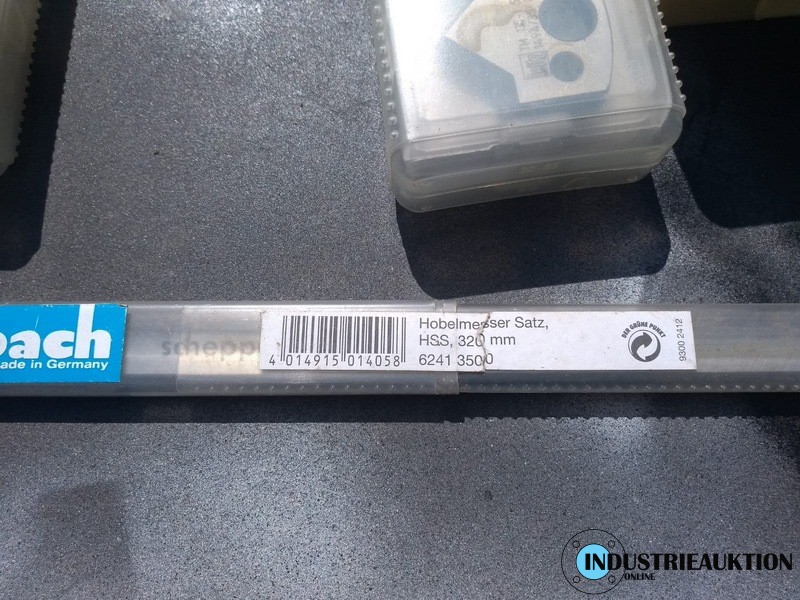 bach
ade in Germany
schepp
Hobelmesser Satz,
HSS, 320 mm
6241 3500
4 014915 014058
DER GRÜNE PUNKT
9300 2412
INDUSTRIEAUKTION
ONLINE